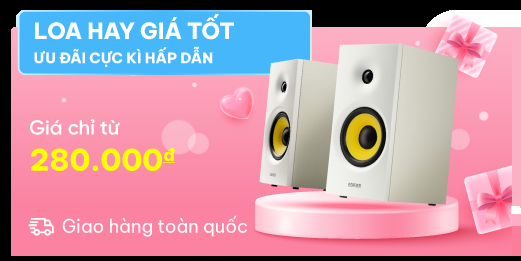 LOA HAY GIÁ TỐT
ƯU ĐÃI CỰC KÌ HẤP DẪN
Giá chỉ từ
280.000đ
Giao hàng toàn quốc
EDIFIER